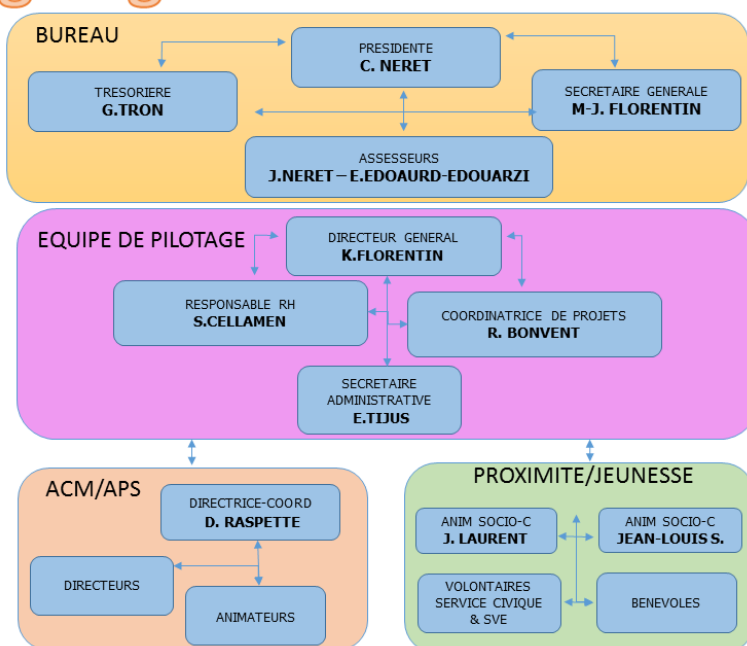 BUREAU
PRESIDENTE
C. NERET
TRESORIERE
G.TRON
SECRETAIRE GENERALE
M-J. FLORENTIN
ASSESSEURS
J.NERET – E.EDOAURD-EDOUARZI
EQUIPE DE PILOTAGE
DIRECTEUR GENERAL
K.FLORENTIN
RESPONSABLE RH
S.CELLAMEN
COORDINATRICE DE PROJETS
R. BONVENT
SECRETAIRE
ADMINISTRATIVE
E.TIJUS
ACM/APS
DIRECTRICE-COORD
D. RASPETTE
DIRECTEURS
ANIMATEURS
PROXIMITE/JEUNESSE
ANIM SOCIO-C
J. LAURENT
ANIM SOCIO-C
JEAN-LOUIS S.
VOLONTAIRES
SERVICE CIVIQUE
& SVE
BENEVOLES